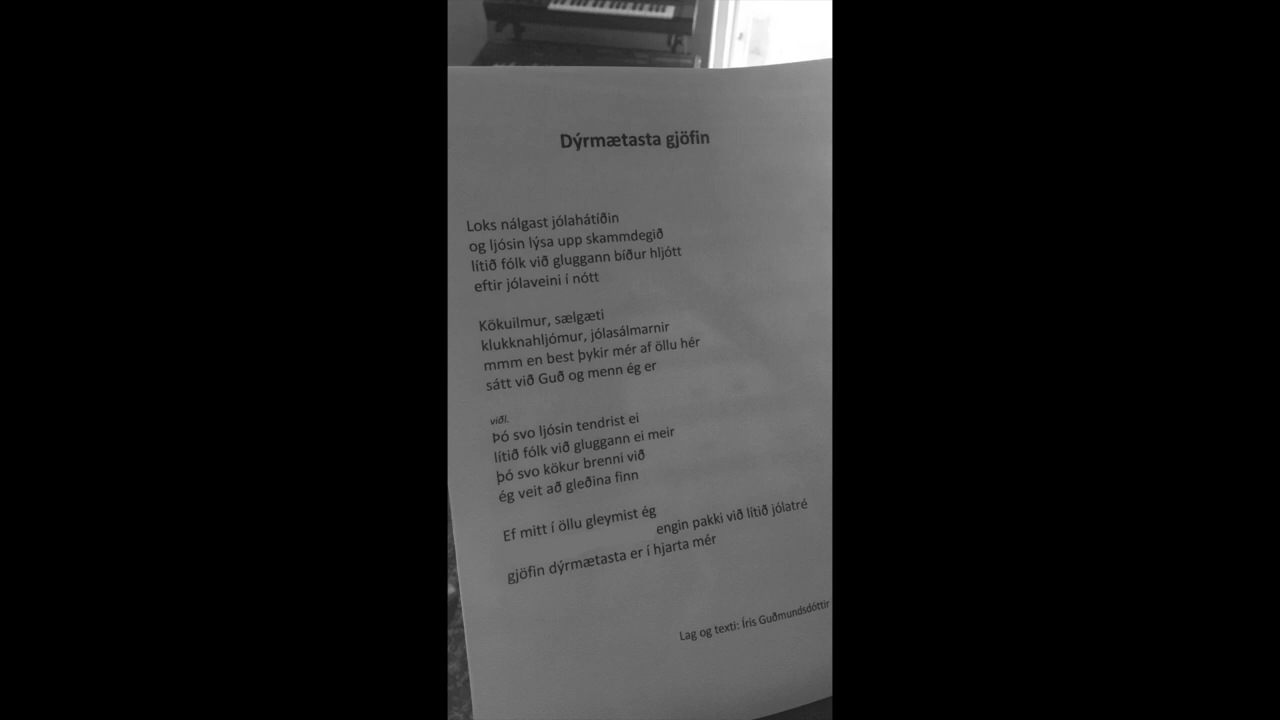 Dýrmætasta gjöfin
Loks nálgast jólahátíðin
og ljósin lýsa upp skammdegið
lítið fólk við gluggann bíður hljótt
eftir jólaveini í nótt
Kökuilmur, sælgæti
klukknahljómur, jólasálmarnir
mmm en best þykir mér af öllu hér
sátt við Guð og menn ég er
viðl.
Þó svo ljósin tendrist ei
lítið fólk við gluggann ei meir
þó svo kökur brenni við
ég veit að gleðina finn
Ef mitt í öllu gleymist ég
engin pakki við lítið jólatré
gjöfin dýrmætasta er í hjarta mér
Lag og texti: Íris Guðmundsdóttir